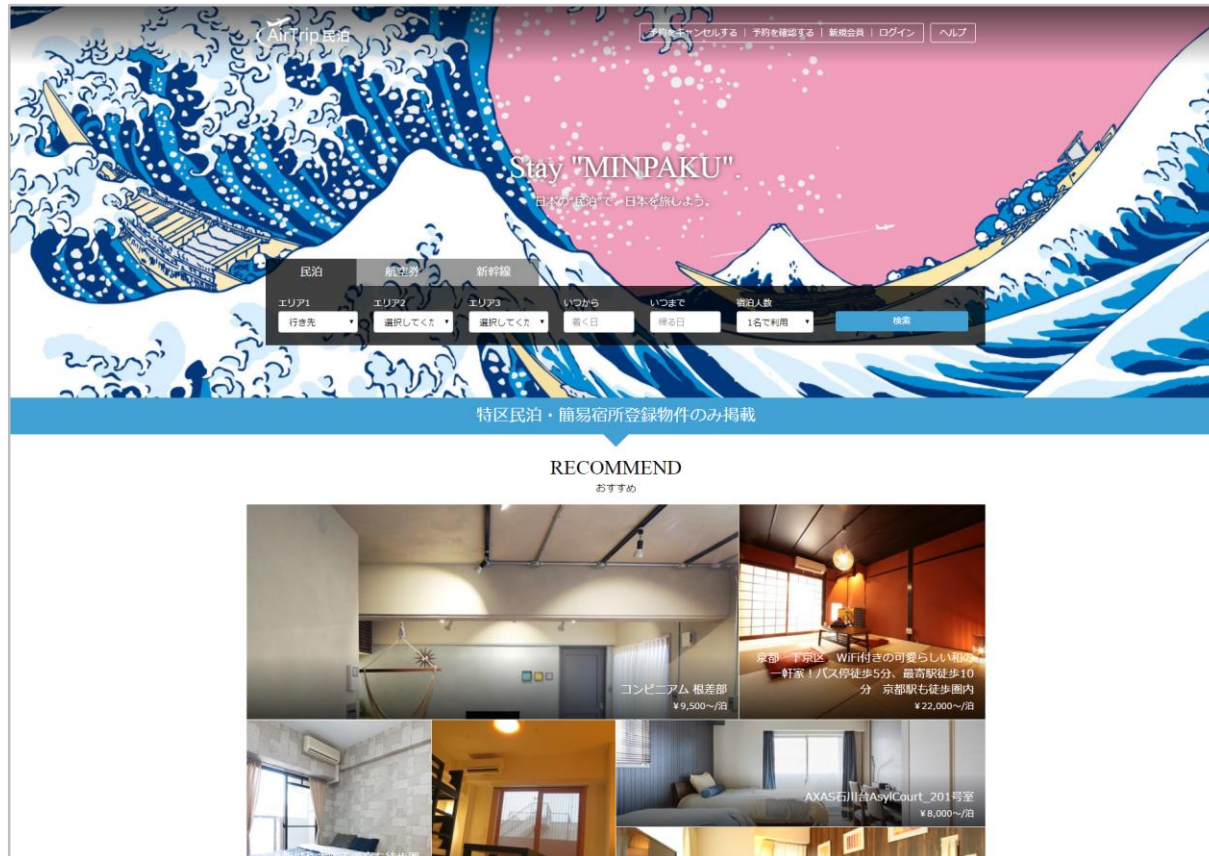 AirTrip 民泊
予約をキャンセルする | 予約を確認する | 新規会員 | ログイン
ヘルプ
Stay "MINPAKU".
日本の"民泊"で、日本を旅しよう。
民泊 航空券 新幹線
エリア1 エリア2 エリア3 いつから いつまで 宿泊人数
行き先 選択してくた 選択してくた 着く日 帰る日 1名で利用 検索
特区民泊・簡易宿所登録物件のみ掲載
RECOMMEND
おすすめ
コンビニアム 根差部
¥9,500〜/泊
京都 下京区 WiFi付きの可愛らしい和の
一軒家！バス停徒歩5分、最寄駅徒歩10
分 京都駅も徒歩圏内
¥22,000〜/泊
AXAS石川台AsylCourt_201号室
¥8,000〜/泊